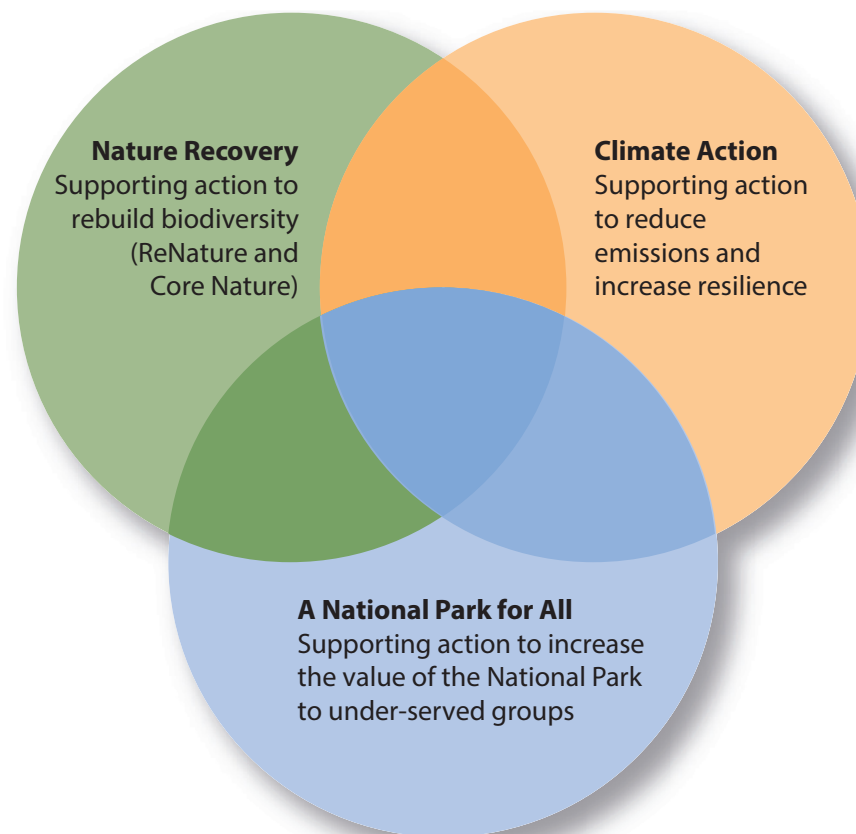 Nature Recovery
Supporting action to
rebuild biodiversity
(ReNature and
Core Nature)
Climate Action
Supporting action
to reduce
emissions and
increase resilience
A National Park for All
Supporting action to increase
the value of the National Park
to under-served groups